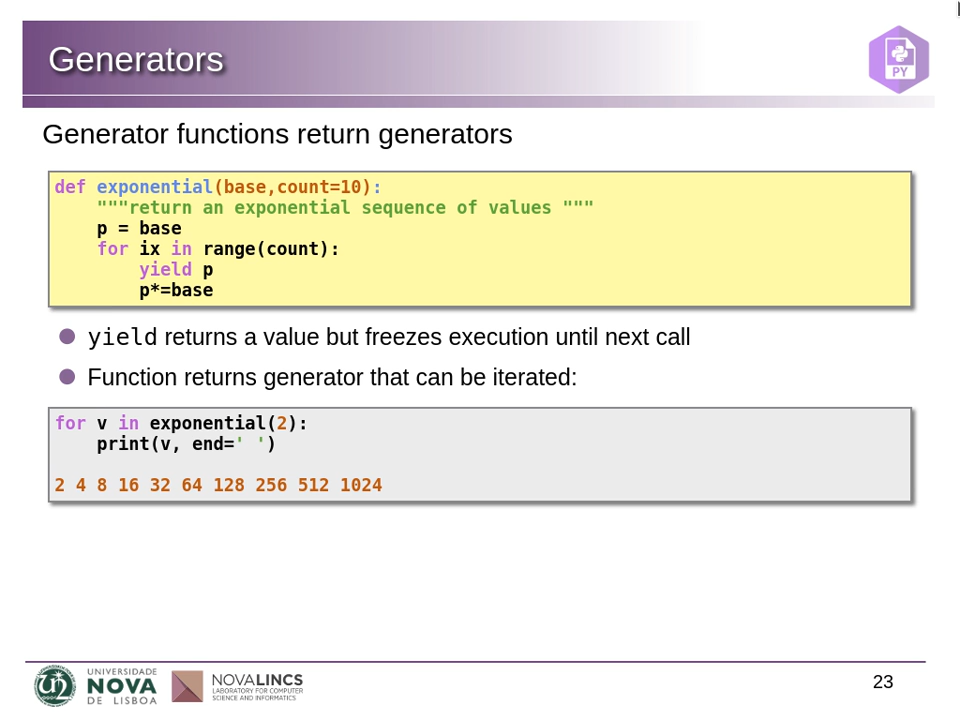 Generators
PY
Generator functions return generators
def exponential(base,count=10):
    """return an exponential sequence of values """
    p = base
    for ix in range(count):
        yield p
        p*=base
yield returns a value but freezes execution until next call
Function returns generator that can be iterated:
for v in exponential(2):
    print(v, end=' ')
2 4 8 16 32 64 128 256 512 1024
UNIVERSIDADE
NOVA
DE LISBOA
NOVALINCS
LABORATORY FOR COMPUTER
SCIENCE AND INFORMATICS
23